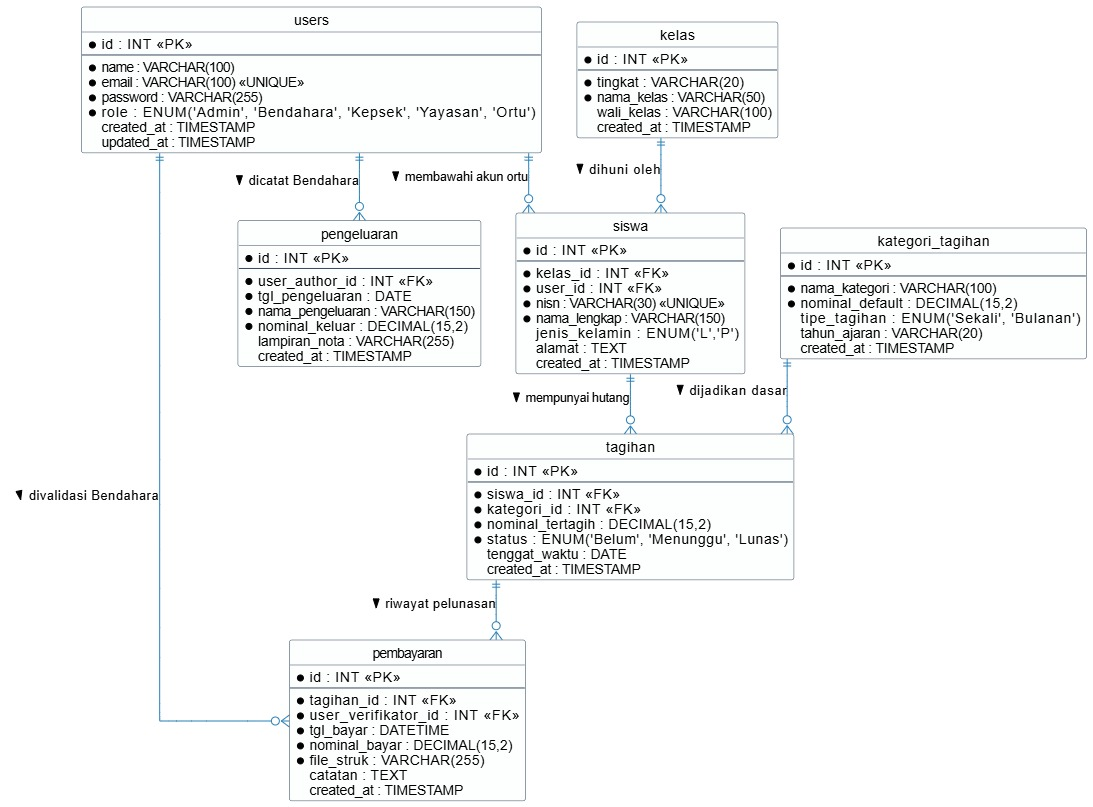 users
● id : INT «PK»
● name : VARCHAR(100)
● email : VARCHAR(100) «UNIQUE»
● password : VARCHAR(255)
● role : ENUM('Admin', 'Bendahara', 'Kepsek', 'Yayasan', 'Ortu')
created_at : TIMESTAMP
updated_at : TIMESTAMP
kelas
● id : INT «PK»
● tingkat : VARCHAR(20)
● nama_kelas : VARCHAR(50)
wali_kelas : VARCHAR(100)
created_at : TIMESTAMP
▼ dicatat Bendahara
▼ membawahi akun ortu
▼ dihuni oleh
pengeluaran
● id : INT «PK»
● user_author_id : INT «FK»
● tgl_pengeluaran : DATE
● nama_pengeluaran : VARCHAR(150)
● nominal_keluar : DECIMAL(15,2)
lampiran_nota : VARCHAR(255)
created_at : TIMESTAMP
siswa
● id : INT «PK»
● kelas_id : INT «FK»
● user_id : INT «FK»
● nisn : VARCHAR(30) «UNIQUE»
● nama_lengkap : VARCHAR(150)
jenis_kelamin : ENUM('L','P')
alamat : TEXT
created_at : TIMESTAMP
kategori_tagihan
● id : INT «PK»
● nama_kategori : VARCHAR(100)
● nominal_default : DECIMAL(15,2)
tipe_tagihan : ENUM('Sekali', 'Bulanan')
tahun_ajaran : VARCHAR(20)
created_at : TIMESTAMP
▼ mempunyai hutang
▼ dijadikan dasar
tagihan
● id : INT «PK»
● siswa_id : INT «FK»
● kategori_id : INT «FK»
● nominal_tertagih : DECIMAL(15,2)
● status : ENUM('Belum', 'Menunggu', 'Lunas')
tenggat_waktu : DATE
created_at : TIMESTAMP
▼ divalidasi Bendahara
▼ riwayat pelunasan
pembayaran
● id : INT «PK»
● tagihan_id : INT «FK»
● user_verifikator_id : INT «FK»
● tgl_bayar : DATETIME
● nominal_bayar : DECIMAL(15,2)
● file_struk : VARCHAR(255)
catatan : TEXT
created_at : TIMESTAMP